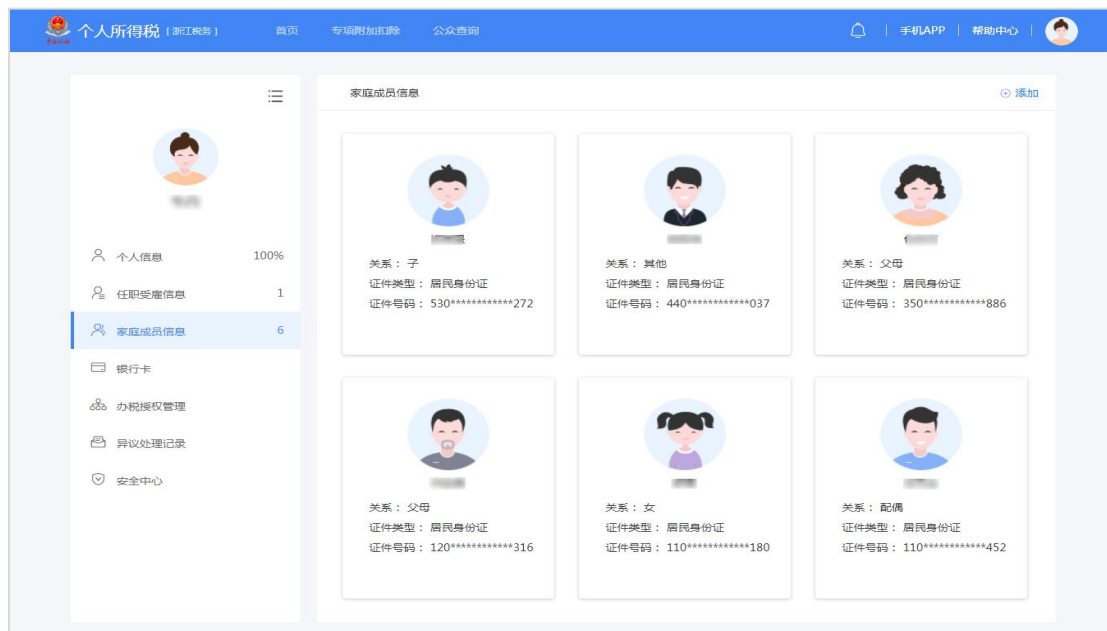 个人所得税 [ 浙江税务 ] 首页 专项附加扣除 公众查询 手机APP 帮助中心
家庭成员信息 添加
个人信息 100%
任职受雇信息 1
家庭成员信息 6
银行卡
办税授权管理
异议处理记录
安全中心
关系： 子
证件类型： 居民身份证
证件号码： 530************272
关系： 其他
证件类型： 居民身份证
证件号码： 440************037
关系： 父母
证件类型： 居民身份证
证件号码： 350************886
关系： 父母
证件类型： 居民身份证
证件号码： 120************316
关系： 女
证件类型： 居民身份证
证件号码： 110************180
关系： 配偶
证件类型： 居民身份证
证件号码： 110************452